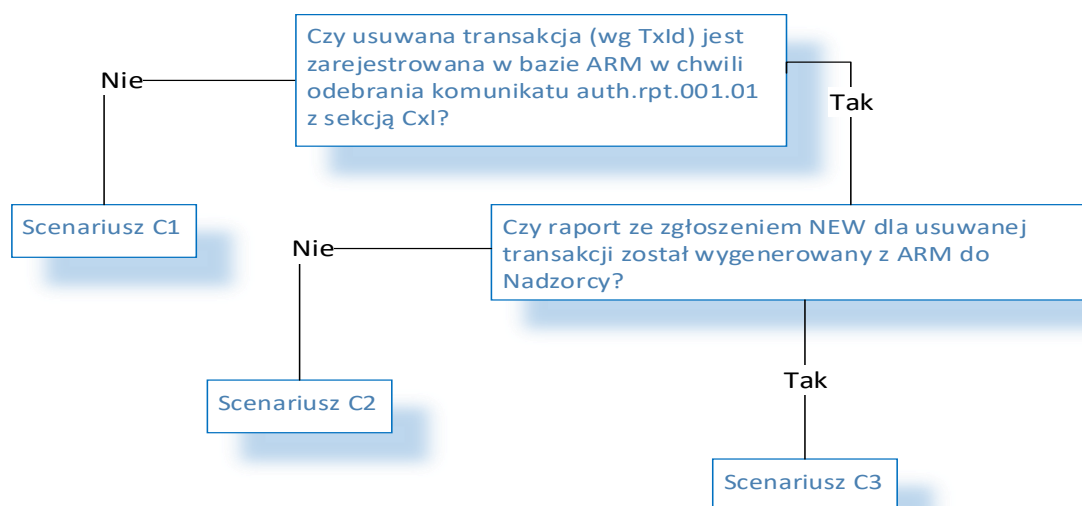 Czy usuwana transakcja (wg TxId) jest
zarejestrowana w bazie ARM w chwili
odebrania komunikatu auth.rpt.001.01
z sekcją Cxl?
Nie
Tak
Scenariusz C1
Czy raport ze zgłoszeniem NEW dla usuwanej
transakcji został wygenerowany z ARM do
Nadzorcy?
Nie
Tak
Scenariusz C2
Scenariusz C3